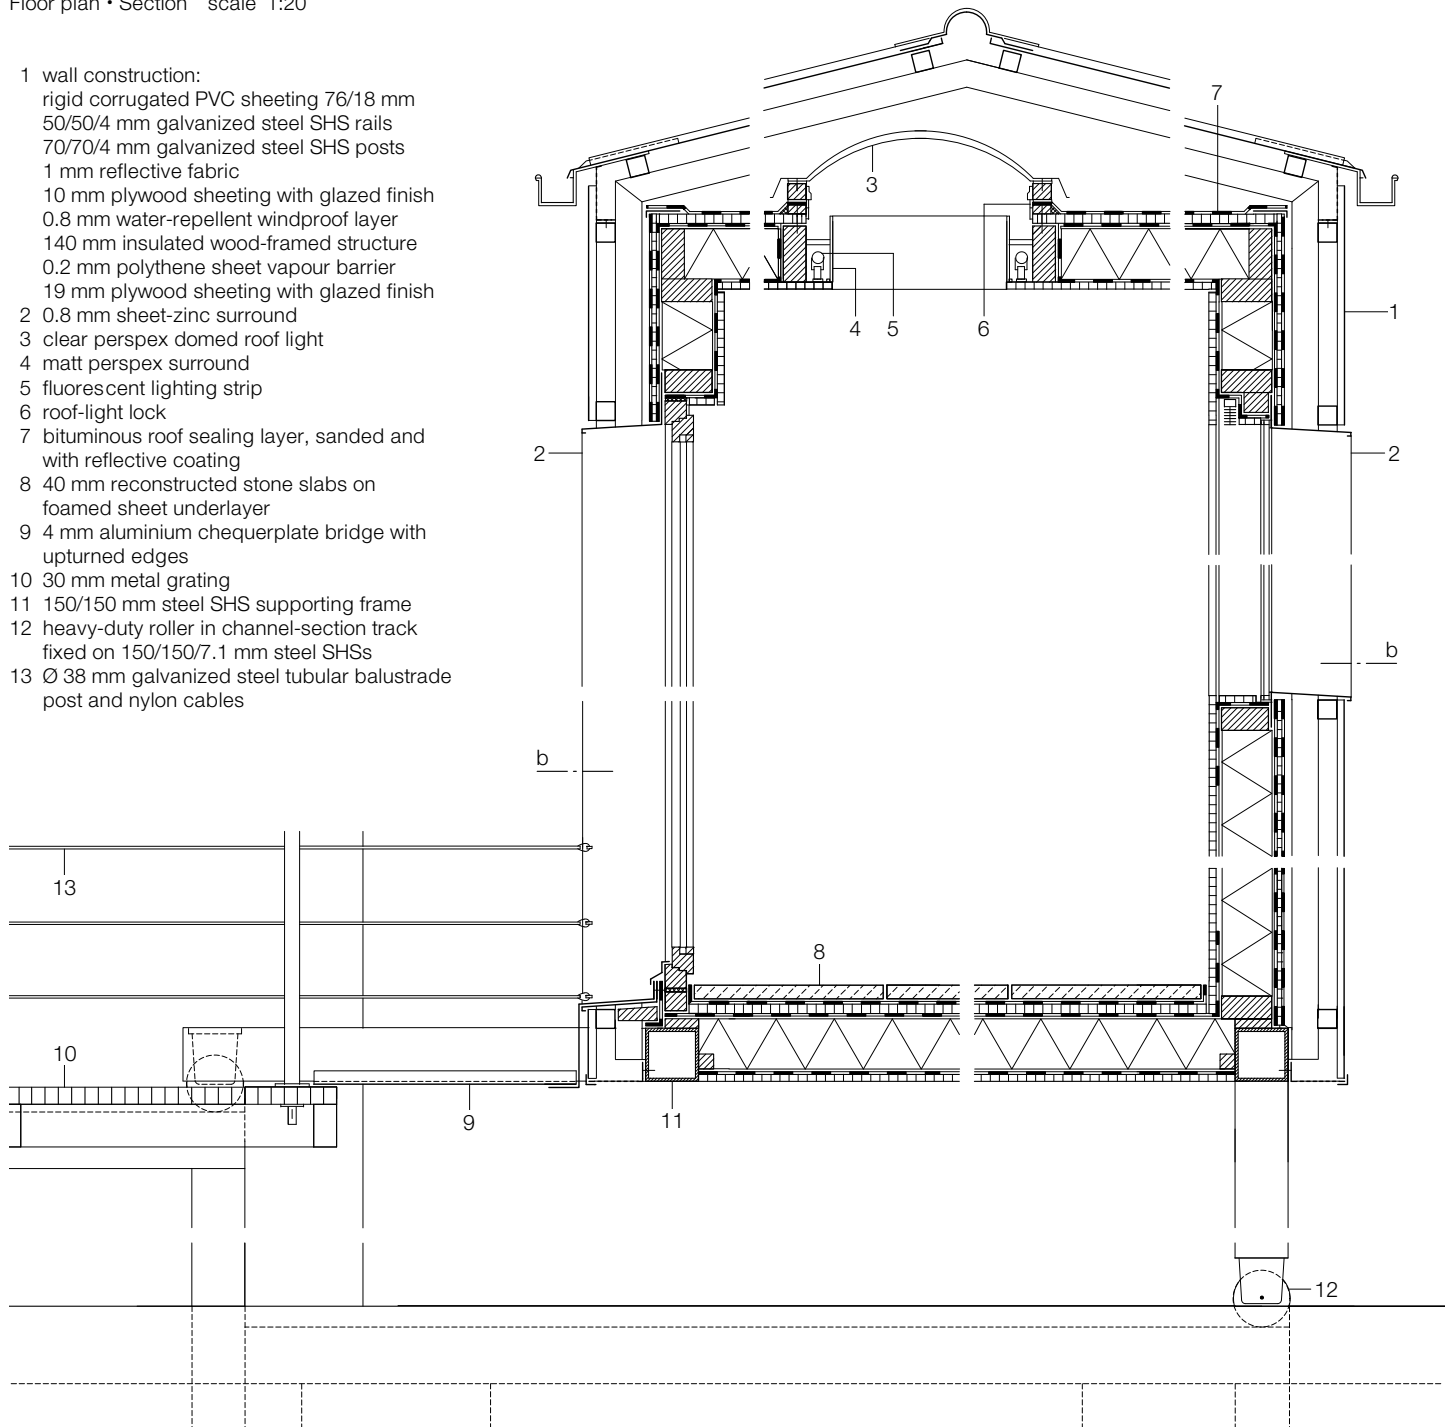 Floor plan • Section scale 1:20
1 wall construction:
rigid corrugated PVC sheeting 76/18 mm
50/50/4 mm galvanized steel SHS rails
70/70/4 mm galvanized steel SHS posts
1 mm reflective fabric
10 mm plywood sheeting with glazed finish
0.8 mm water-repellent windproof layer
140 mm insulated wood-framed structure
0.2 mm polythene sheet vapour barrier
19 mm plywood sheeting with glazed finish
2 0.8 mm sheet-zinc surround
3 clear perspex domed roof light
4 matt perspex surround
5 fluorescent lighting strip
6 roof-light lock
7 bituminous roof sealing layer, sanded and
with reflective coating
8 40 mm reconstructed stone slabs on
foamed sheet underlayer
9 4 mm aluminium chequerplate bridge with
upturned edges
10 30 mm metal grating
11 150/150 mm steel SHS supporting frame
12 heavy-duty roller in channel-section track
fixed on 150/150/7.1 mm steel SHSs
13 Ø 38 mm galvanized steel tubular balustrade
post and nylon cables
7
3
4
5
6
1
2
2
b
b
13
8
10
9
11
12